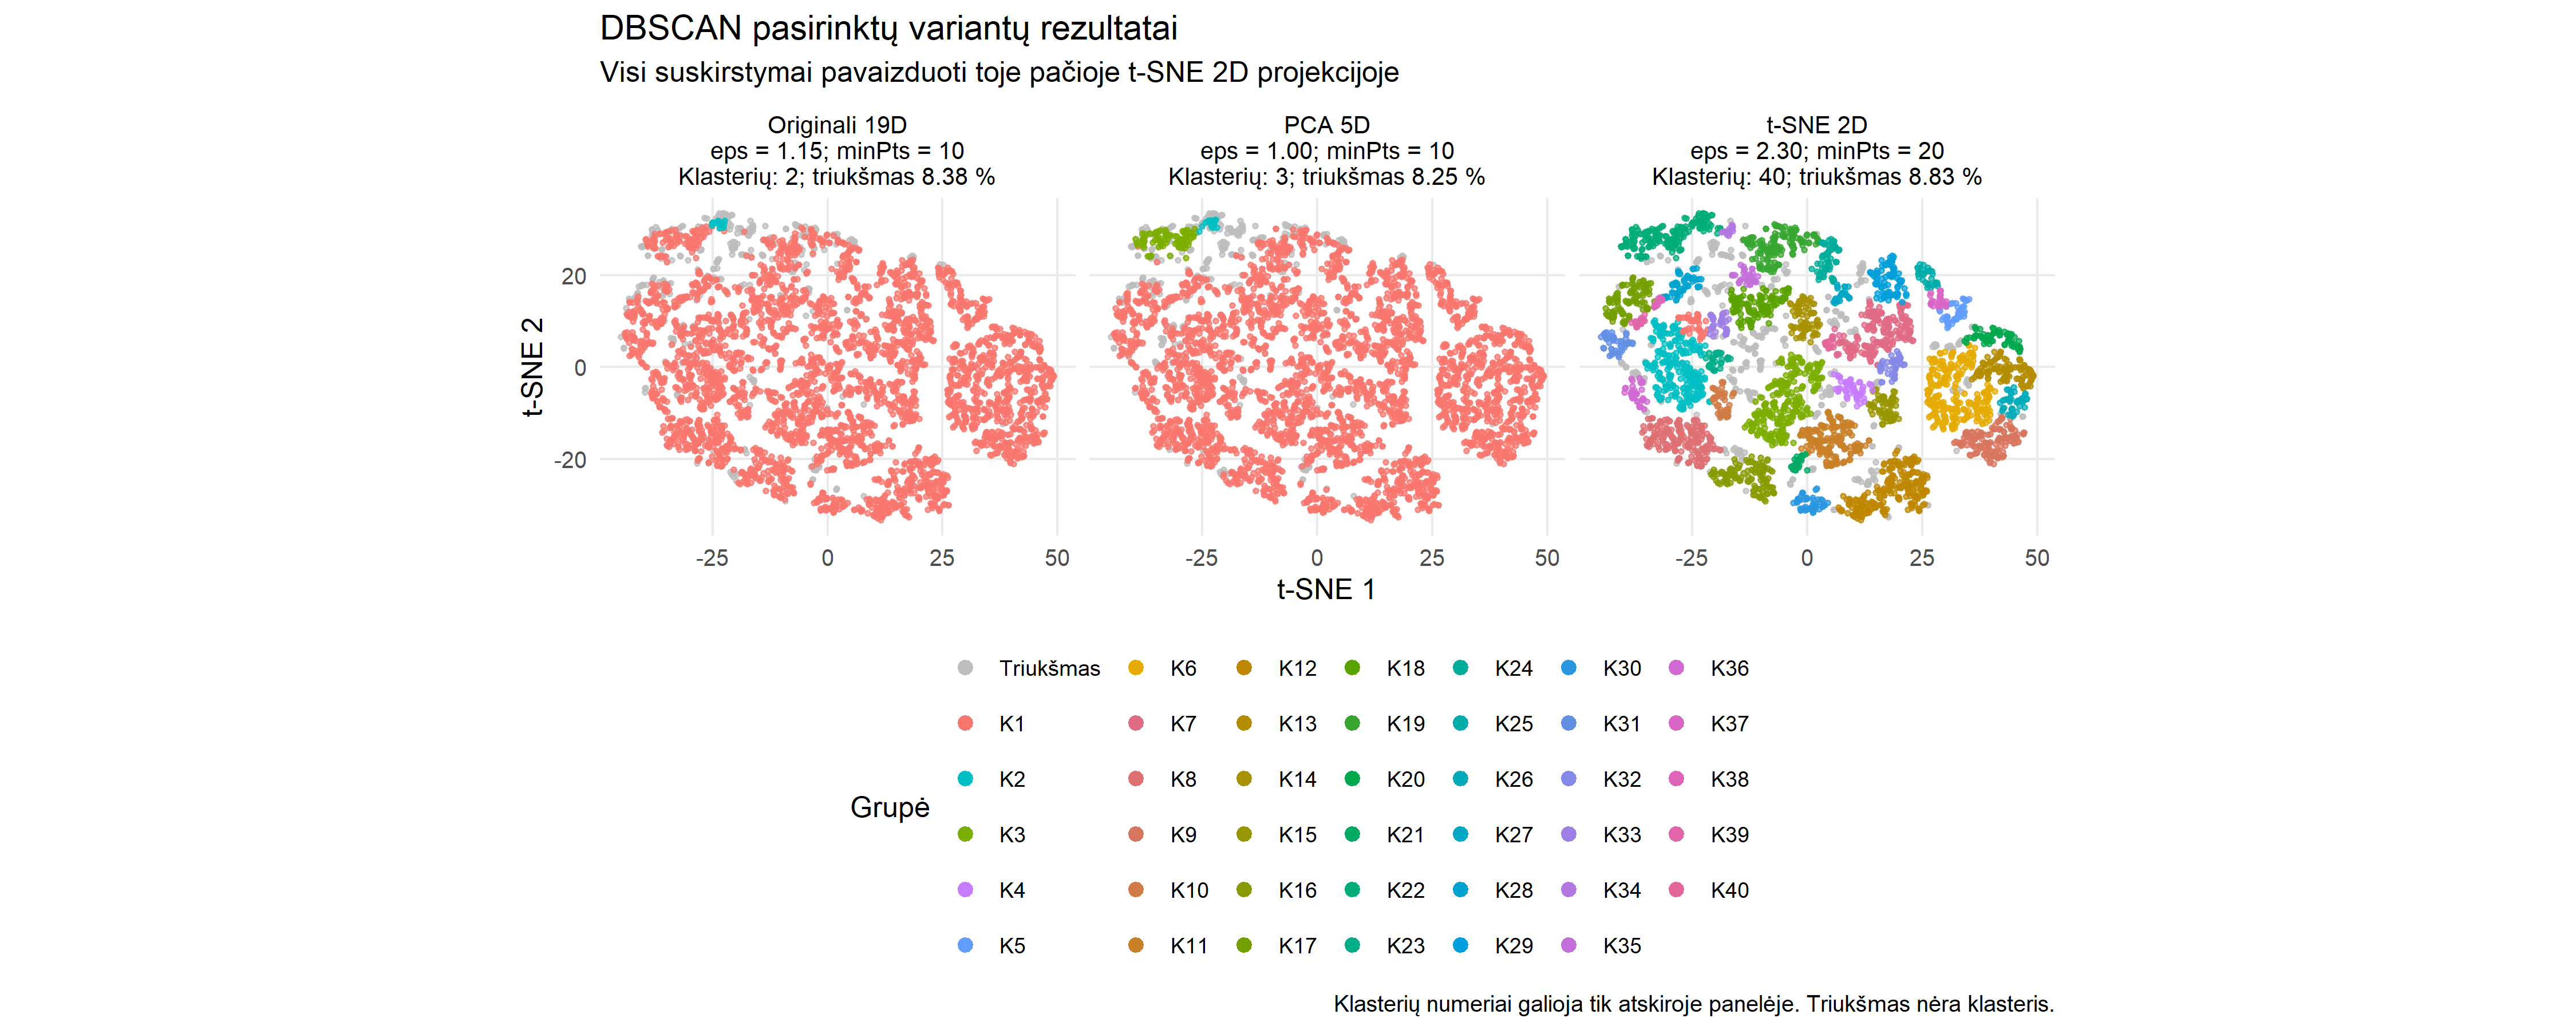 DBSCAN pasirinktų variantų rezultatai
Visi suskirstymai pavaizduoti toje pačioje t-SNE 2D projekcijoje
Originali 19D
eps = 1.15; minPts = 10
Klasterių: 2; triukšmas 8.38 %
PCA 5D
eps = 1.00; minPts = 10
Klasterių: 3; triukšmas 8.25 %
t-SNE 2D
eps = 2.30; minPts = 20
Klasterių: 40; triukšmas 8.83 %
t-SNE 2
20
0
-20
-25 0 25 50
-25 0 25 50
-25 0 25 50
t-SNE 1
Grupė
Triukšmas K6 K12 K18 K24 K30 K36
K1 K7 K13 K19 K25 K31 K37
K2 K8 K14 K20 K26 K32 K38
K3 K9 K15 K21 K27 K33 K39
K4 K10 K16 K22 K28 K34 K40
K5 K11 K17 K23 K29 K35
Klasterių numeriai galioja tik atskiroje panelėje. Triukšmas nėra klasteris.